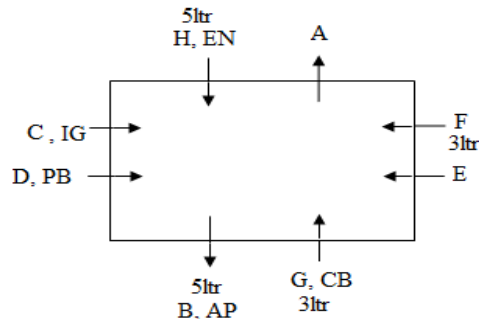 5ltr
H, EN
A
C , IG
F
3ltr
D, PB
E
5ltr
B, AP
G, CB
3ltr